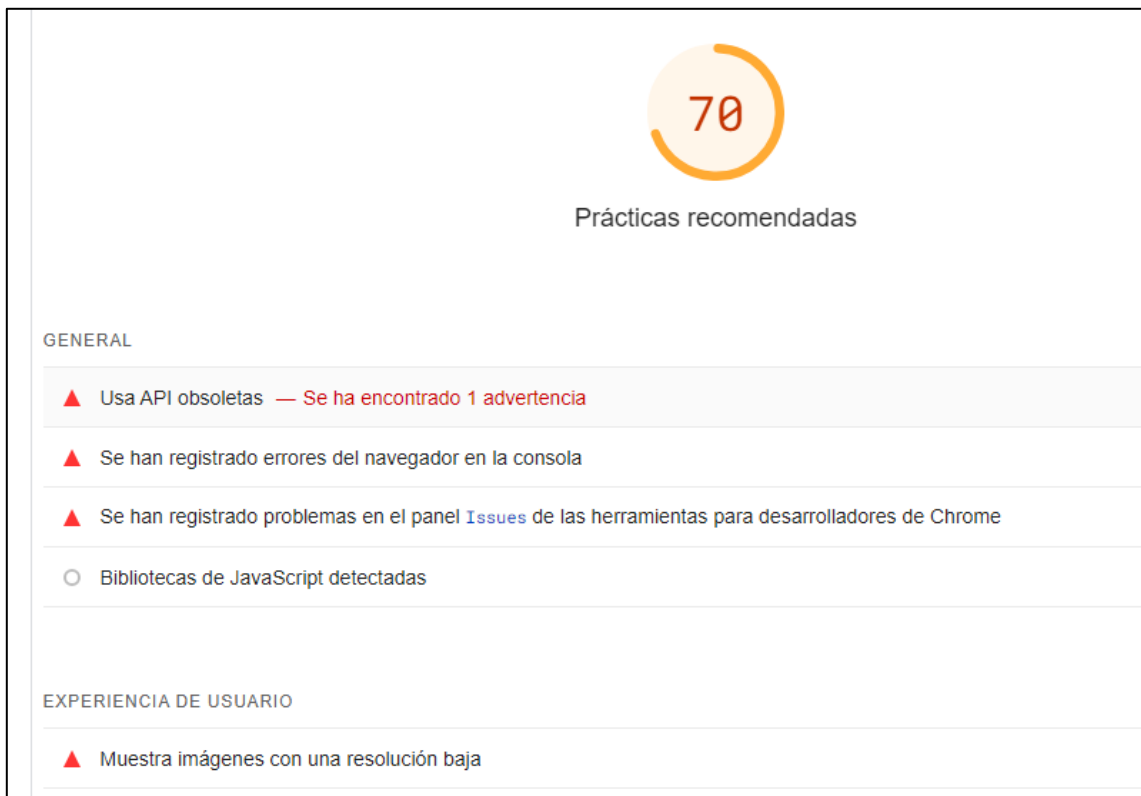 70
Prácticas recomendadas
GENERAL
Usa API obsoletas — Se ha encontrado 1 advertencia
Se han registrado errores del navegador en la consola
Se han registrado problemas en el panel Issues de las herramientas para desarrolladores de Chrome
Bibliotecas de JavaScript detectadas
EXPERIENCIA DE USUARIO
Muestra imágenes con una resolución baja